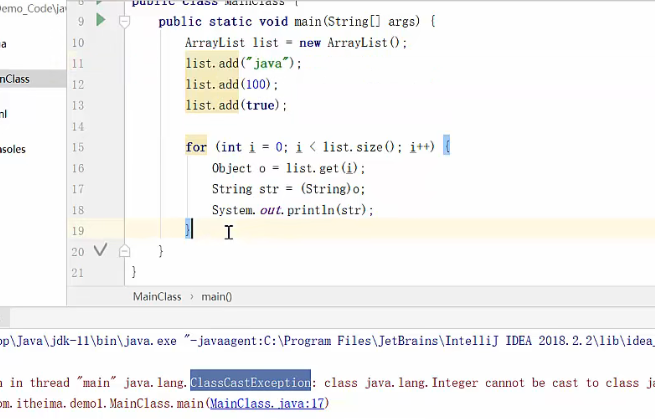 Demo_Code\jav
a
nClass
ml
nsoles
8 public class MainClass {
9 public static void main(String[] args) {
10 ArrayList list = new ArrayList();
11 list.add("java");
12 list.add(100);
13 list.add(true);
14
15 for (int i = 0; i < list.size(); i++) {
16 Object o = list.get(i);
17 String str = (String)o;
18 System.out.println(str);
19 }
20 }
21 }
MainClass › main()
op\Java\jdk-11\bin\java.exe "-javaagent:C:\Program Files\JetBrains\IntelliJ IDEA 2018.2.2\lib\idea_
n in thread "main" java.lang.ClassCastException: class java.lang.Integer cannot be cast to class ja
om.itheima.demo1.MainClass.main(MainClass.java:17)